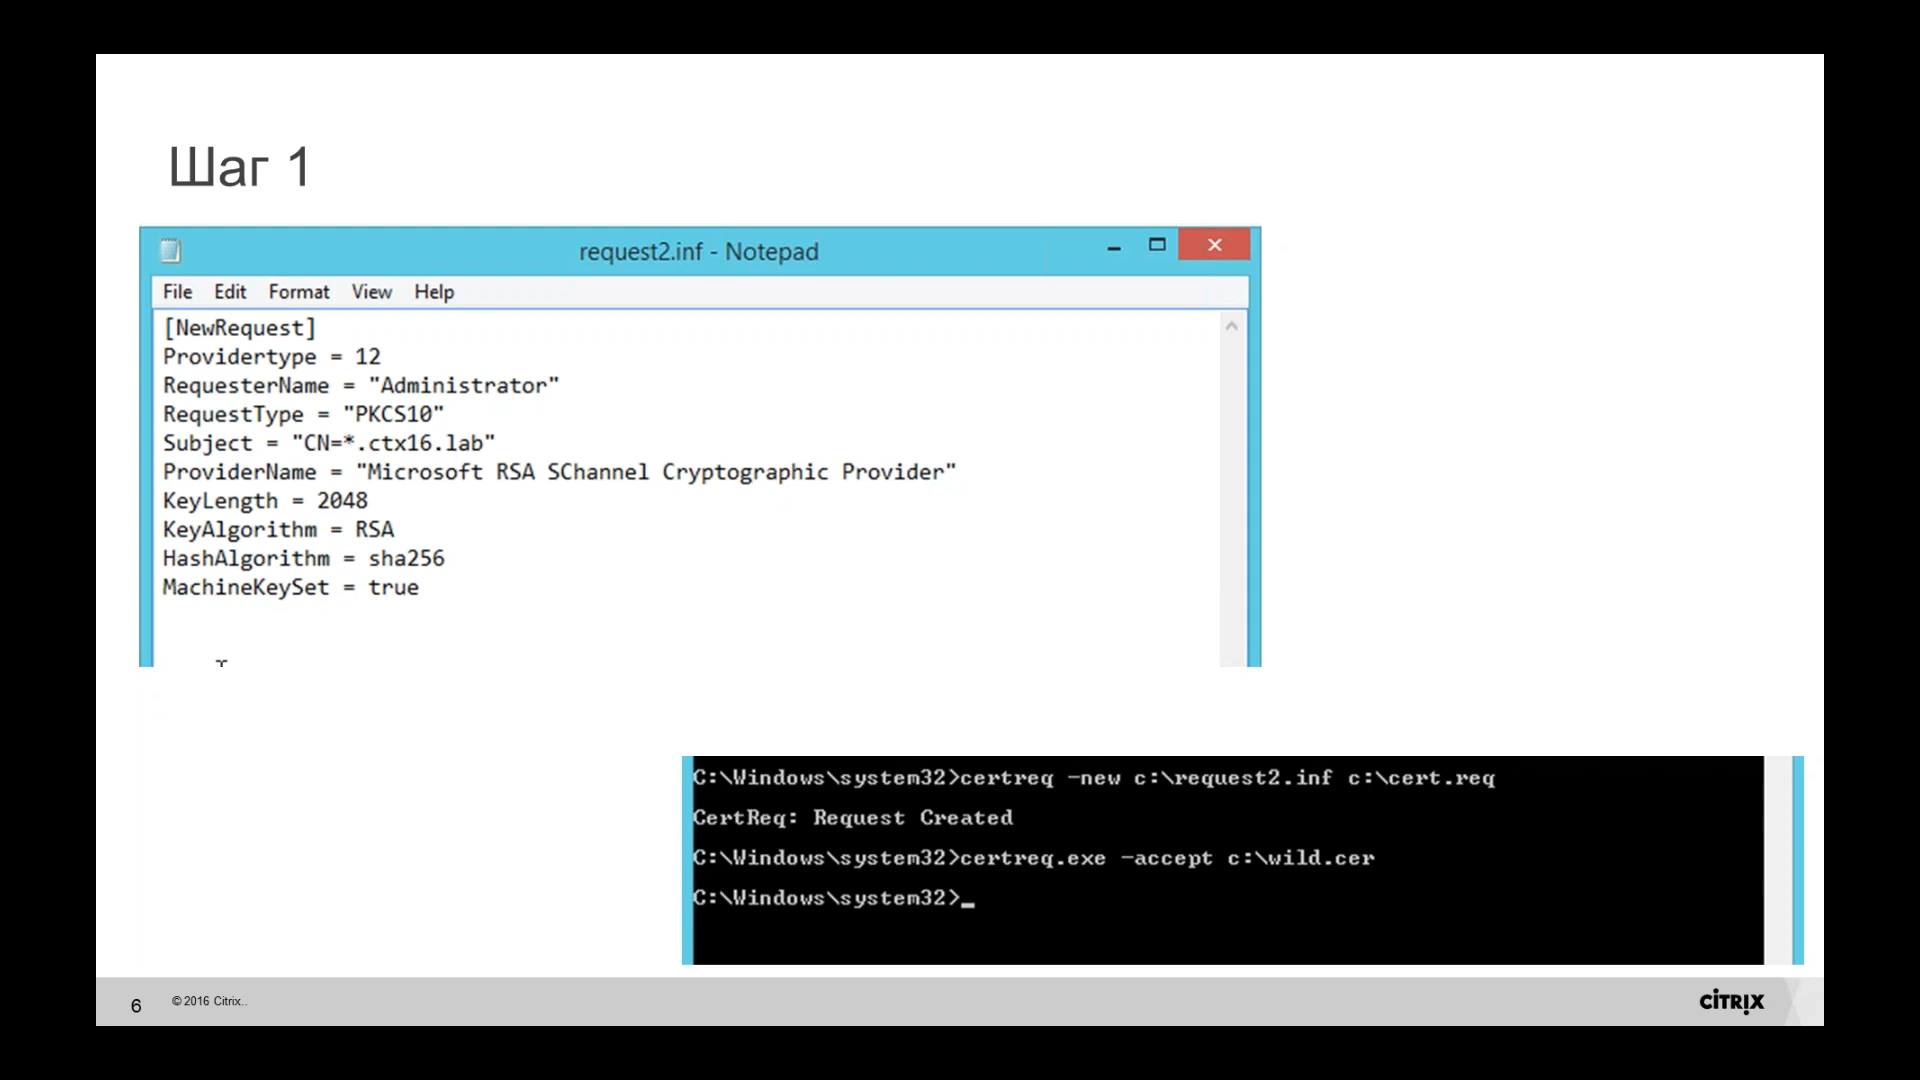 Шаг 1
request2.inf - Notepad
File Edit Format View Help
[NewRequest]
Providertype = 12
RequesterName = "Administrator"
RequestType = "PKCS10"
Subject = "CN=*.ctx16.lab"
ProviderName = "Microsoft RSA SChannel Cryptographic Provider"
KeyLength = 2048
KeyAlgorithm = RSA
HashAlgorithm = sha256
MachineKeySet = true
C:\Windows\system32>certreq -new c:\request2.inf c:\cert.req
CertReq: Request Created
C:\Windows\system32>certreq.exe -accept c:\wild.cer
C:\Windows\system32>_
6 © 2016 Citrix.. CİTRIX